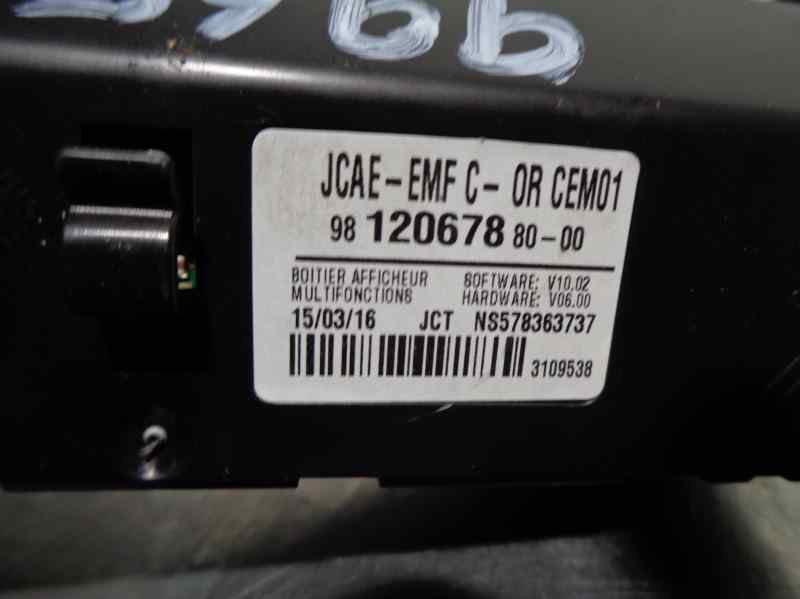 JCAE-EMF C- OR CEM01
98 120678 80-00
BOITIER AFFICHEUR SOFTWARE: V10.02
MULTIFONCTIONS HARDWARE: V06.00
15/03/16 JCT NS578363737
3109538